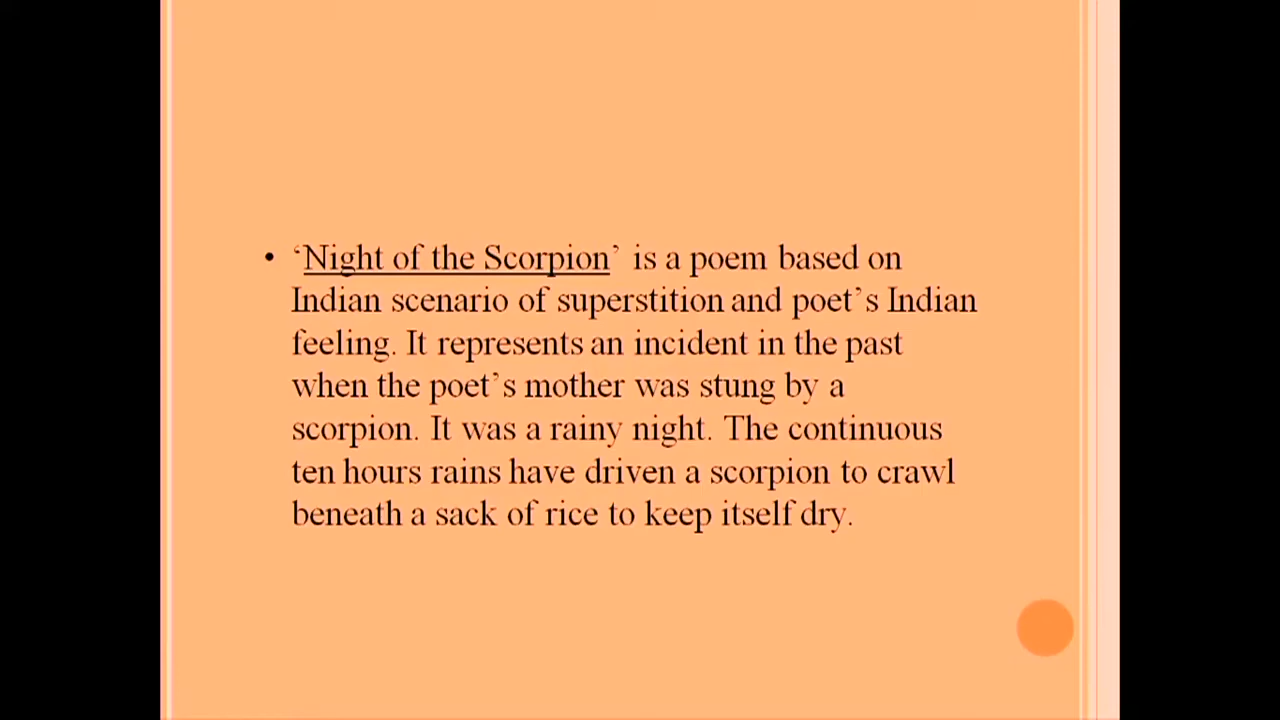 • ‘Night of the Scorpion’ is a poem based on
Indian scenario of superstition and poet’s Indian
feeling. It represents an incident in the past
when the poet’s mother was stung by a
scorpion. It was a rainy night. The continuous
ten hours rains have driven a scorpion to crawl
beneath a sack of rice to keep itself dry.